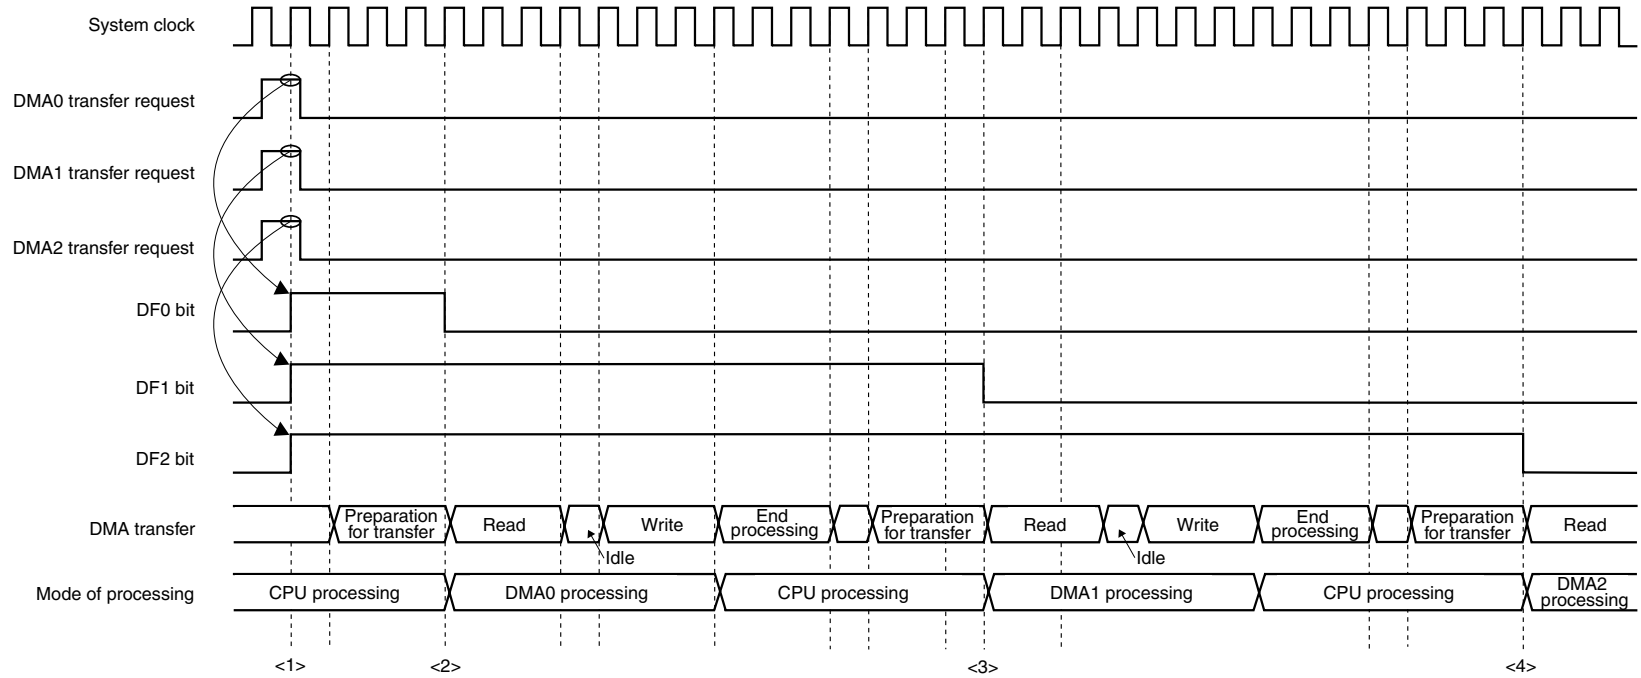 System clock
DMA0 transfer request
DMA1 transfer request
DMA2 transfer request
DF0 bit
DF1 bit
DF2 bit
DMA transfer
Preparation
for transfer
Read
Idle
Write
End
processing
Preparation
for transfer
Read
Idle
Write
End
processing
Preparation
for transfer
Read
Mode of processing
CPU processing
DMA0 processing
CPU processing
DMA1 processing
CPU processing
DMA2
processing
<1>
<2>
<3>
<4>